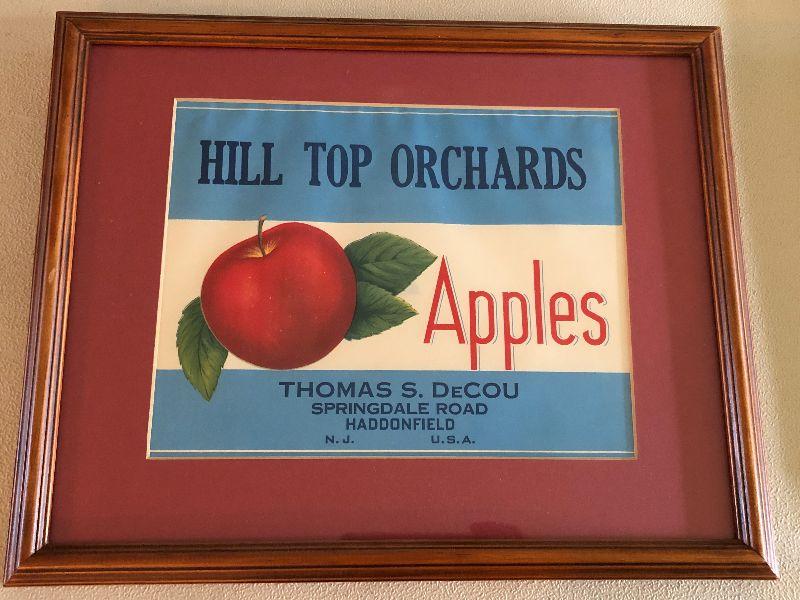 HILL TOP ORCHARDS
Apples
THOMAS S. DeCOU
SPRINGDALE ROAD
HADDONFIELD
N. J. U. S. A.